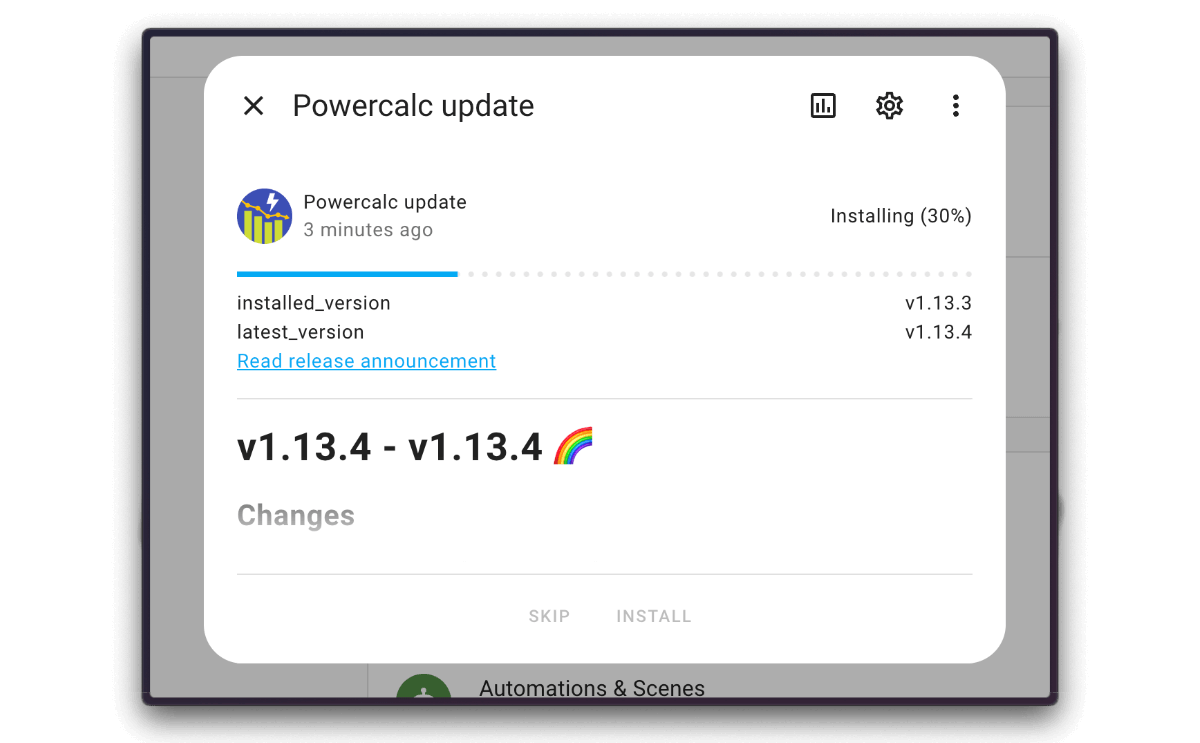 Powercalc update
Powercalc update
3 minutes ago
Installing (30%)
installed_version v1.13.3
latest_version v1.13.4
Read release announcement
v1.13.4 - v1.13.4 🌈
Changes
SKIP INSTALL
Automations & Scenes